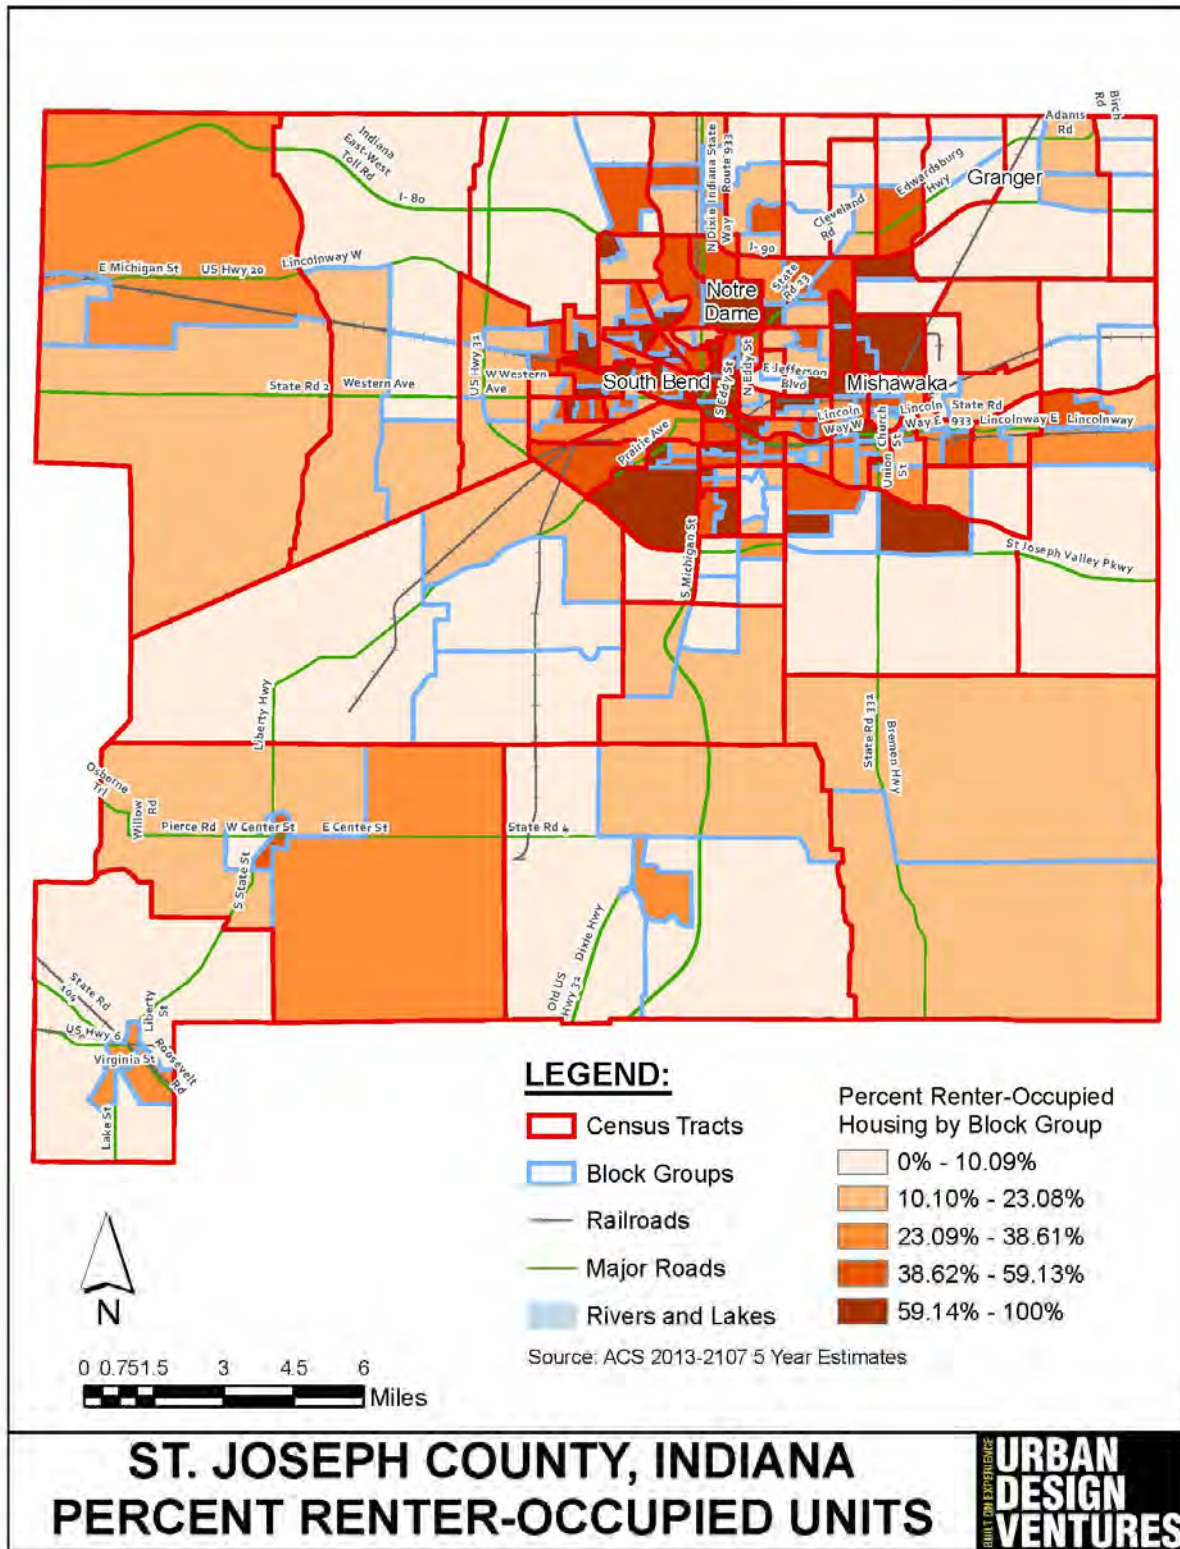 Birch
Rd
Adams
Rd
Indiana
East-West
Toll Rd
I- 80
N Dixie
Way
Indiana State
Route 933
Edwardsburg
Hwy
Granger
Cleveland
Rd
I- 90
State
Rd 23
E Michigan St
US Hwy 20
Lincolnway W
Notre
Dame
US Hwy 31
W Western
Ave
State Rd 2
Western Ave
South Bend
S Eddy St
N Eddy St
E Jefferson
Blvd
Mishawaka
Lincoln
Way W
Church
St
Union
St
Lincoln
Way E
State Rd
933
Lincolnway E
Lincolnway
Prairie Ave
S Michigan St
St Joseph Valley Pkwy
Liberty Hwy
State Rd 331
Bremen Hwy
Osborne
Trl
Willow
Rd
Pierce Rd
W Center St
E Center St
State Rd 4
S State St
Old US
Hwy 31
Dixie Hwy
State Rd
104
Liberty
St
US Hwy 6
Virginia St
Roosevelt
Rd
Lake St
LEGEND:
Census Tracts
Block Groups
Railroads
Major Roads
Rivers and Lakes
Percent Renter-Occupied
Housing by Block Group
0% - 10.09%
10.10% - 23.08%
23.09% - 38.61%
38.62% - 59.13%
59.14% - 100%
Source: ACS 2013-2107 5 Year Estimates
N
0 0.75 1.5 3 4.5 6
Miles
ST. JOSEPH COUNTY, INDIANA
PERCENT RENTER-OCCUPIED UNITS
BUILT ON EXPERIENCE
URBAN
DESIGN
VENTURES